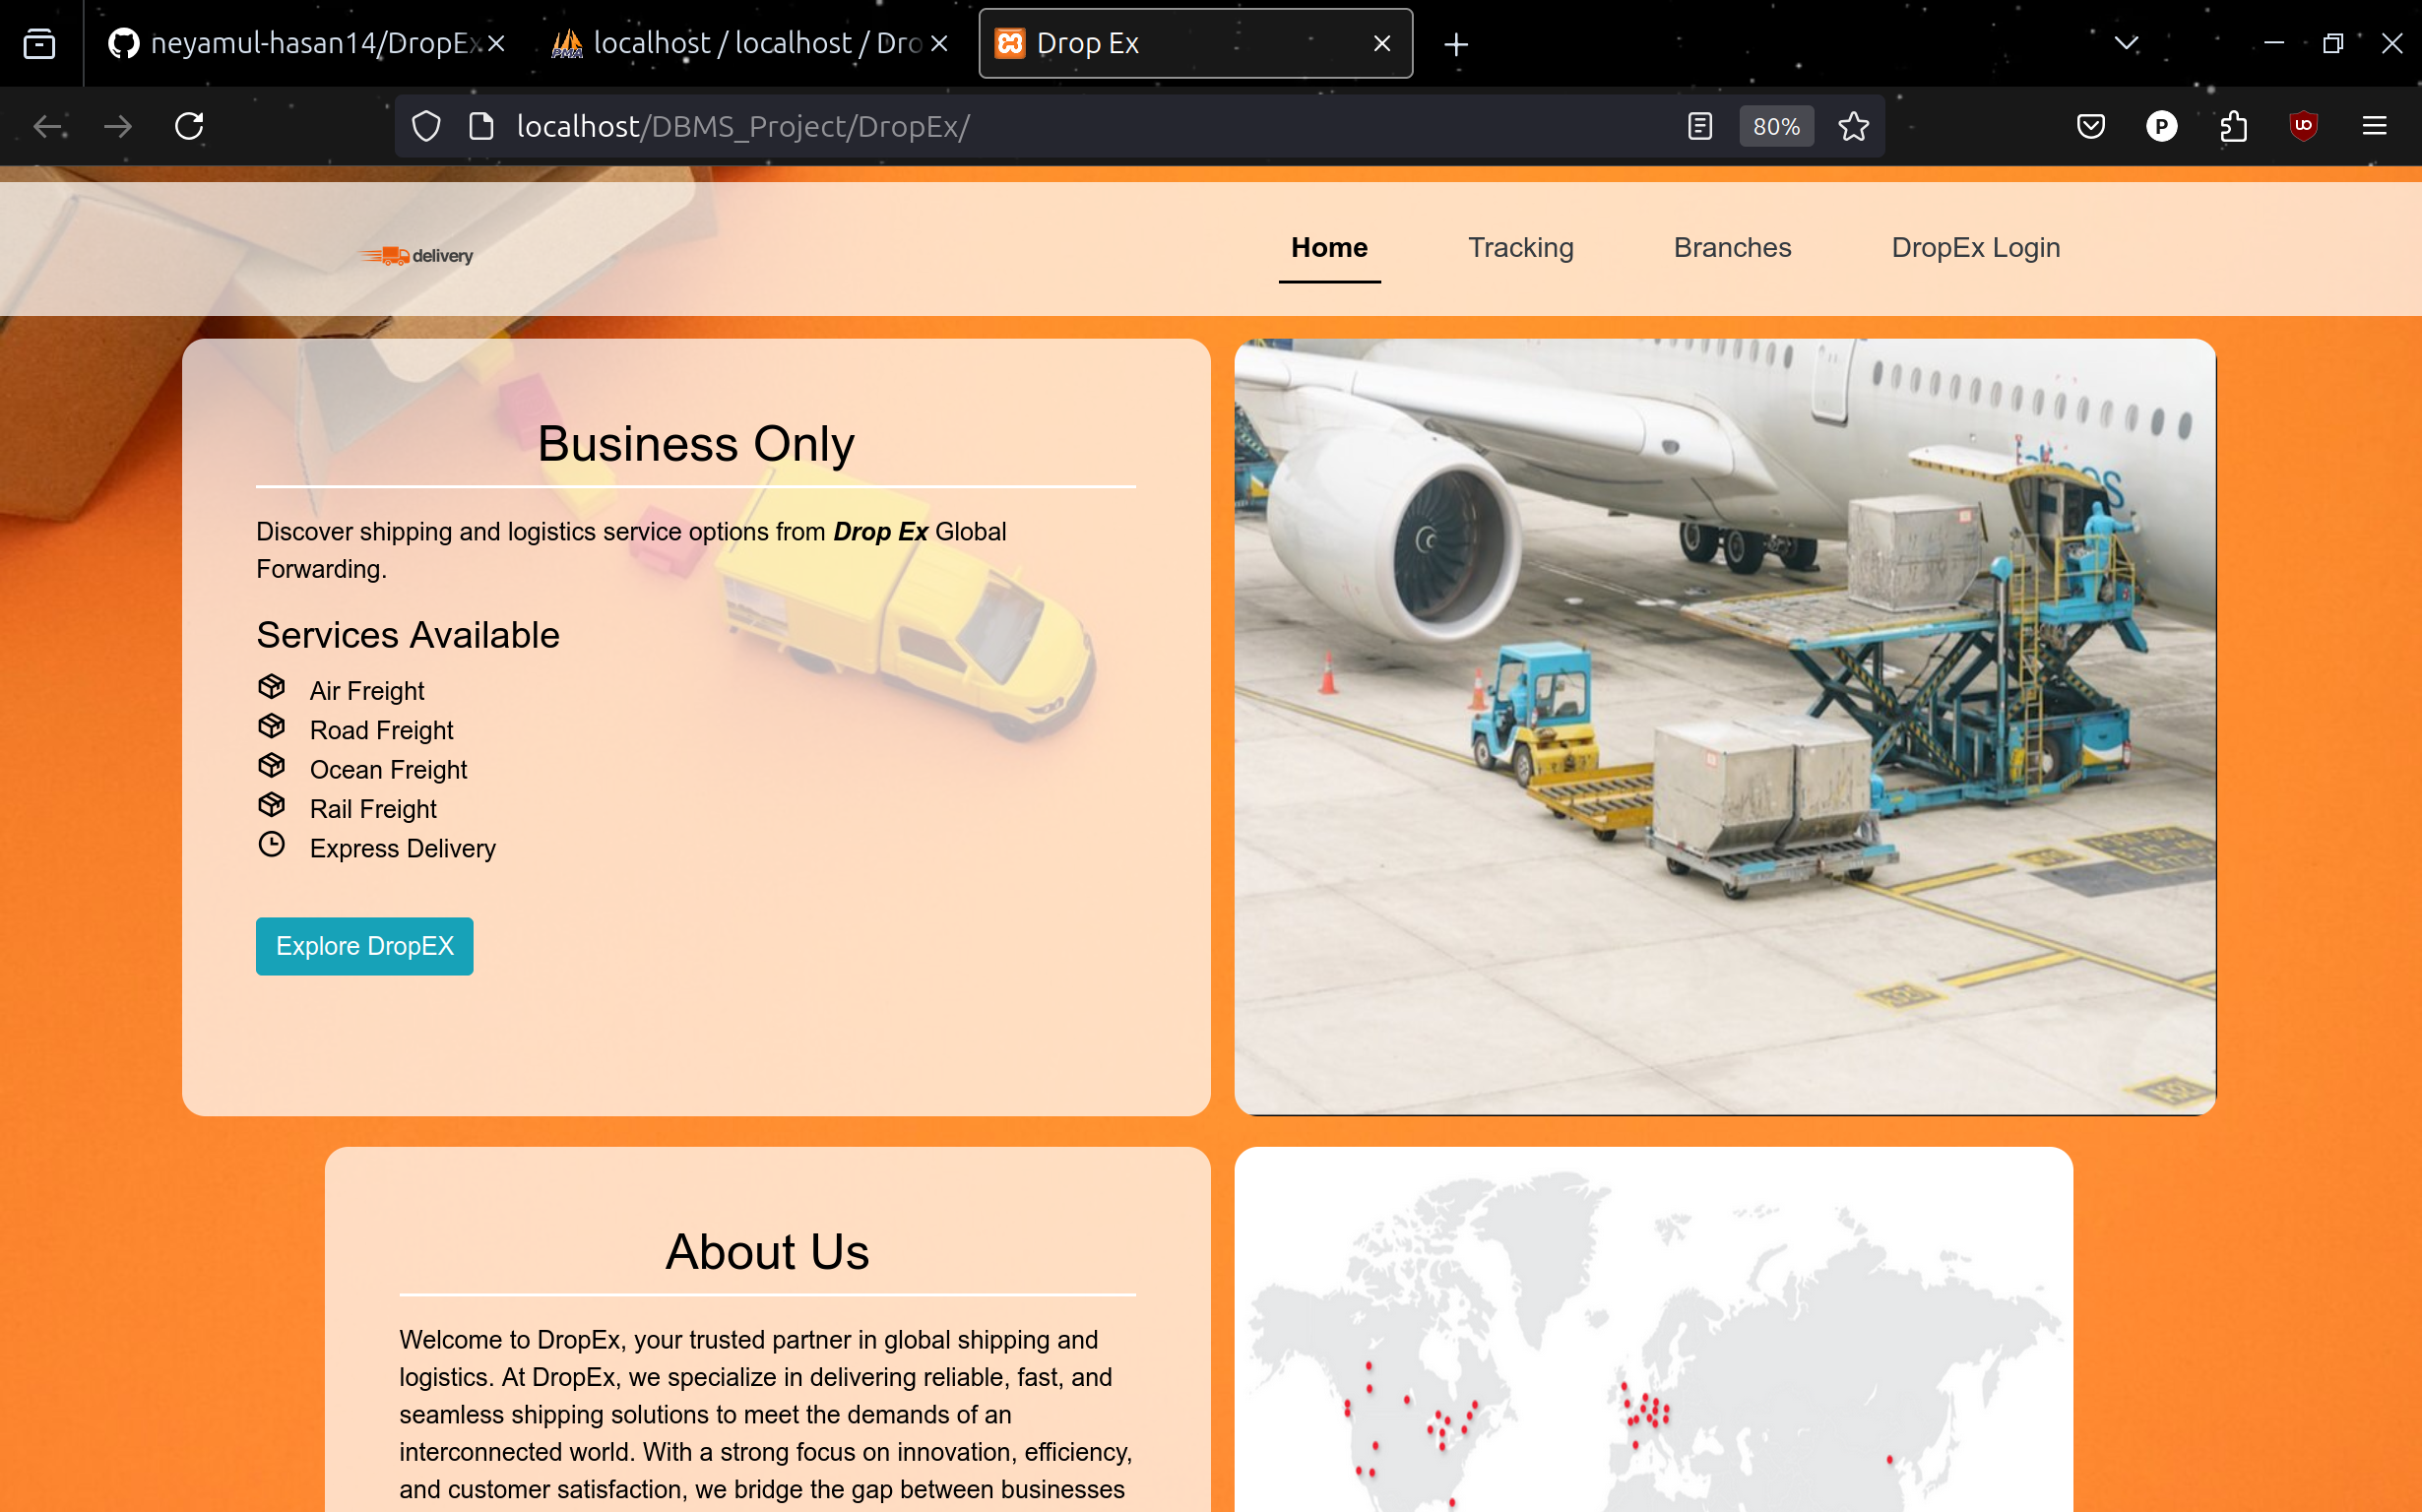 neyamul-hasan14/DropEx
localhost / localhost / Dro
Drop Ex
localhost/DBMS_Project/DropEx/
80%
delivery
Home
Tracking
Branches
DropEx Login
Business Only
Discover shipping and logistics service options from Drop Ex Global
Forwarding.
Services Available
Air Freight
Road Freight
Ocean Freight
Rail Freight
Express Delivery
Explore DropEX
About Us
Welcome to DropEx, your trusted partner in global shipping and
logistics. At DropEx, we specialize in delivering reliable, fast, and
seamless shipping solutions to meet the demands of an
interconnected world. With a strong focus on innovation, efficiency,
and customer satisfaction, we bridge the gap between businesses